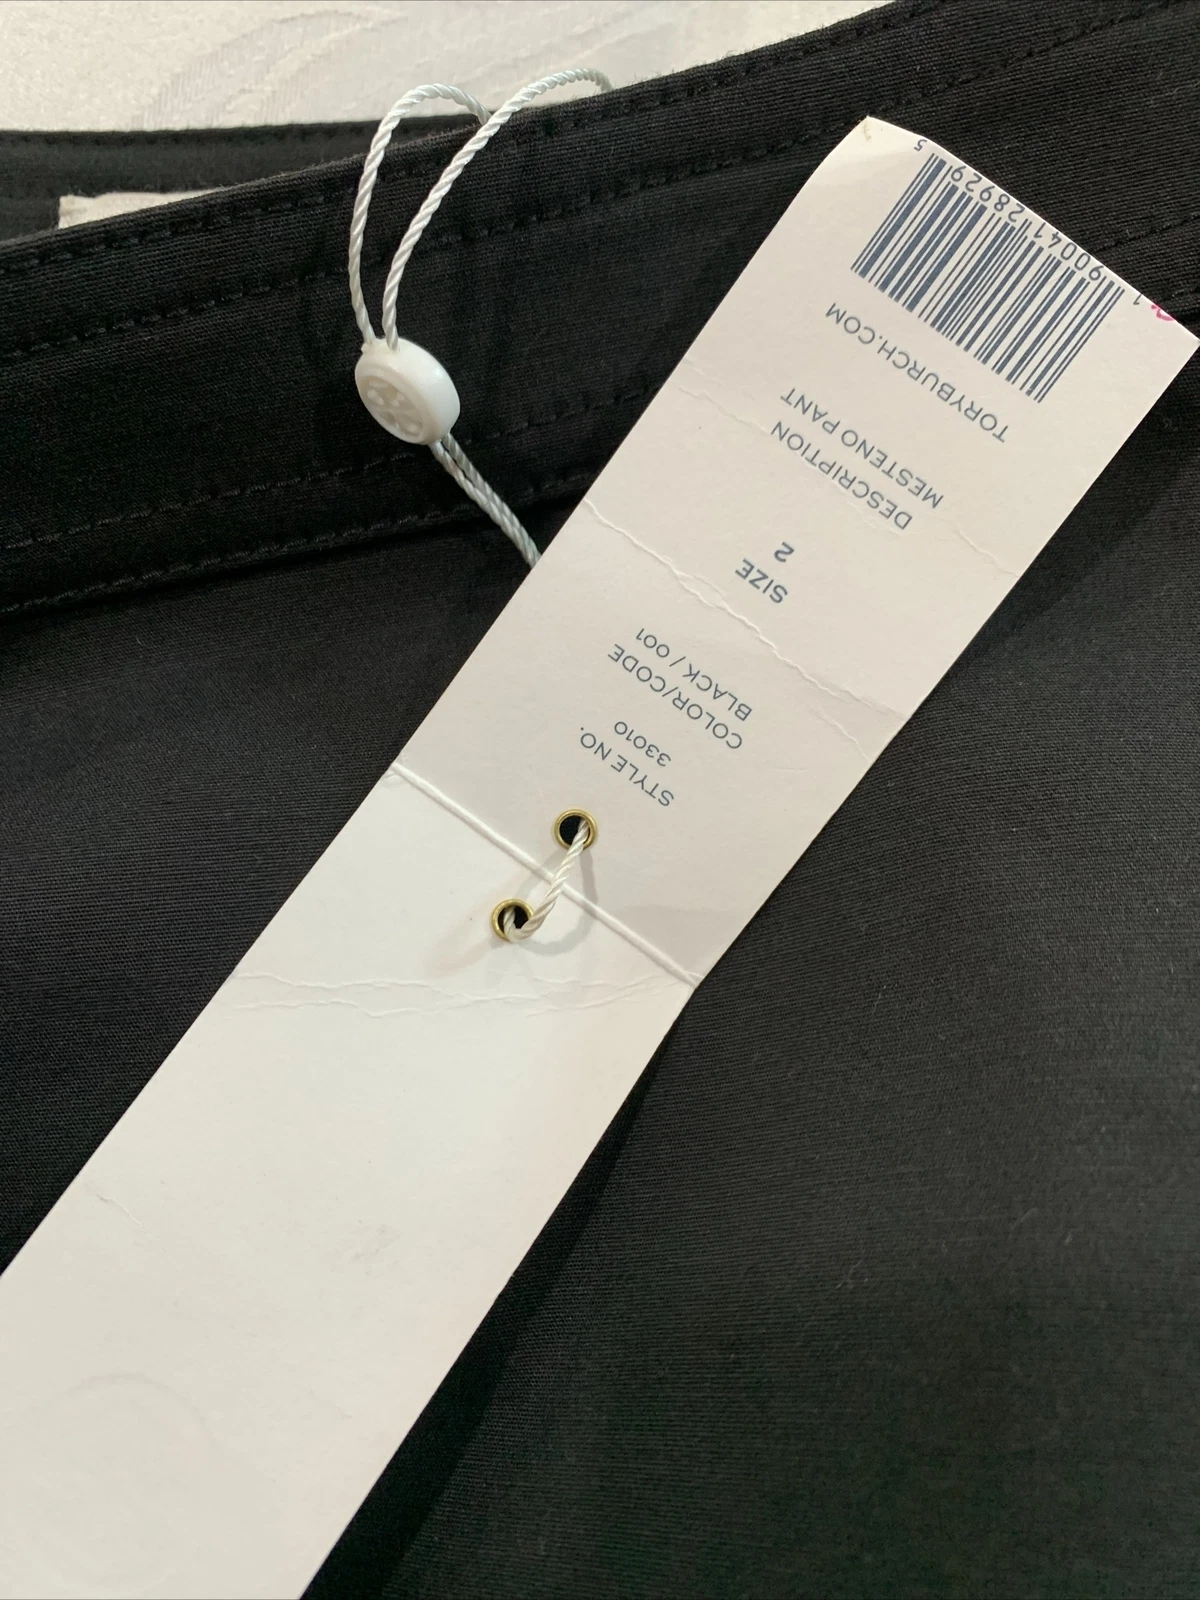 STYLE NO.
33010
COLOR/CODE
BLACK / 001
SIZE
2
DESCRIPTION
MESTENO PANT
TORYBURCH.COM
1 90041 28929 5